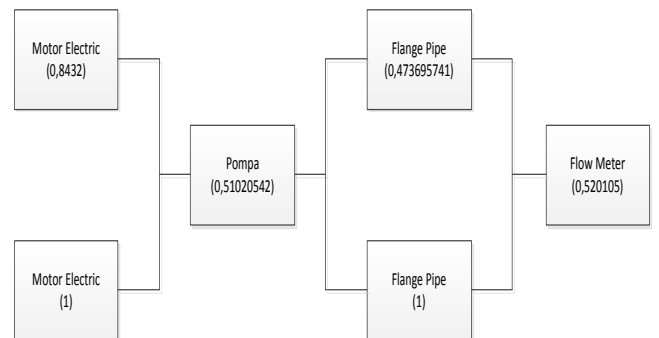 Motor Electric
(0,8432)
Flange Pipe
(0,473695741)
Pompa
(0,51020542)
Flow Meter
(0,520105)
Motor Electric
(1)
Flange Pipe
(1)